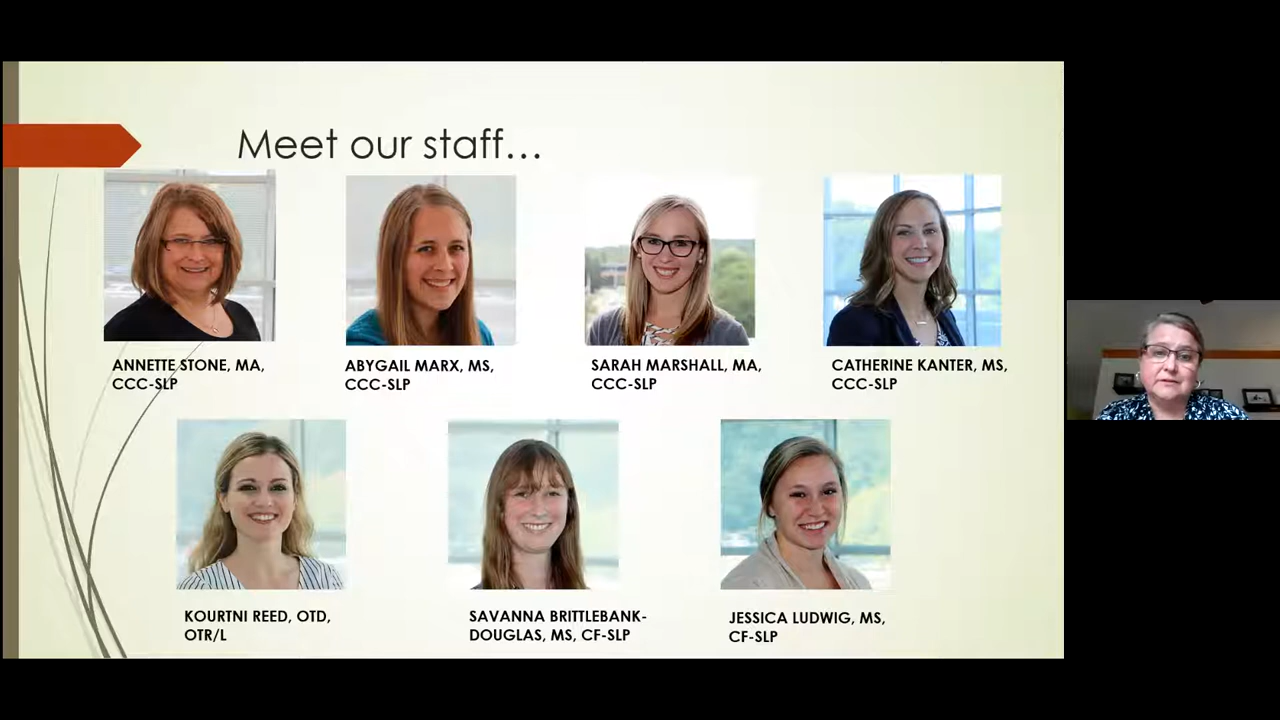 Meet our staff...
ANNETTE STONE, MA,
CCC-SLP
ABYGAIL MARX, MS,
CCC-SLP
SARAH MARSHALL, MA,
CCC-SLP
CATHERINE KANTER, MS,
CCC-SLP
KOURTNI REED, OTD,
OTR/L
SAVANNA BRITTLEBANK-
DOUGLAS, MS, CF-SLP
JESSICA LUDWIG, MS,
CF-SLP